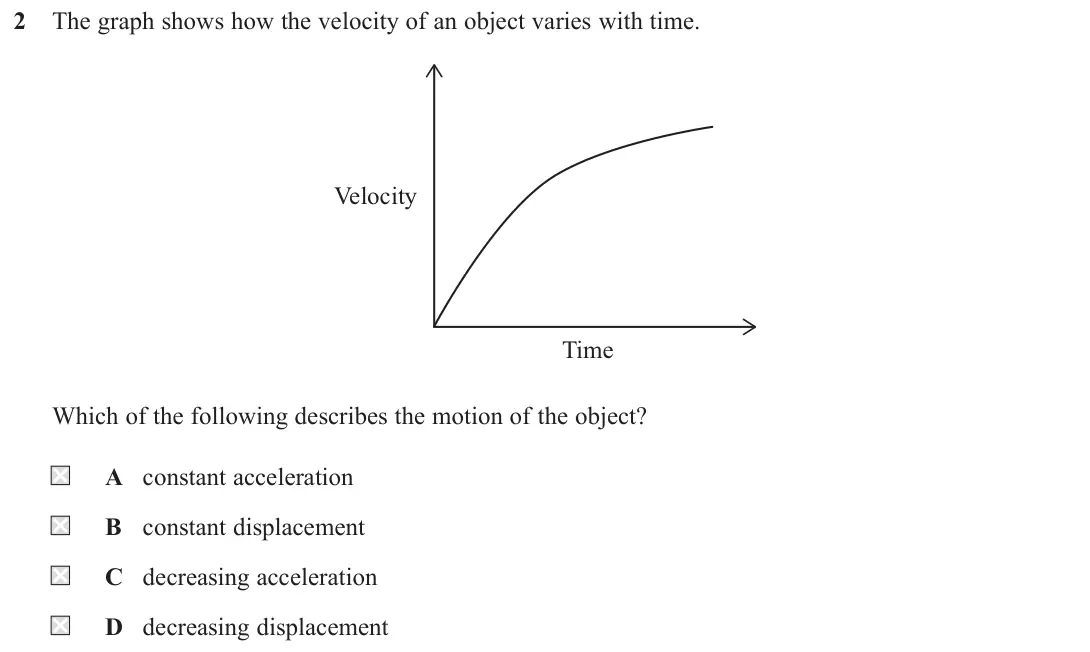 2 The graph shows how the velocity of an object varies with time.
Velocity
Time
Which of the following describes the motion of the object?
A constant acceleration
B constant displacement
C decreasing acceleration
D decreasing displacement